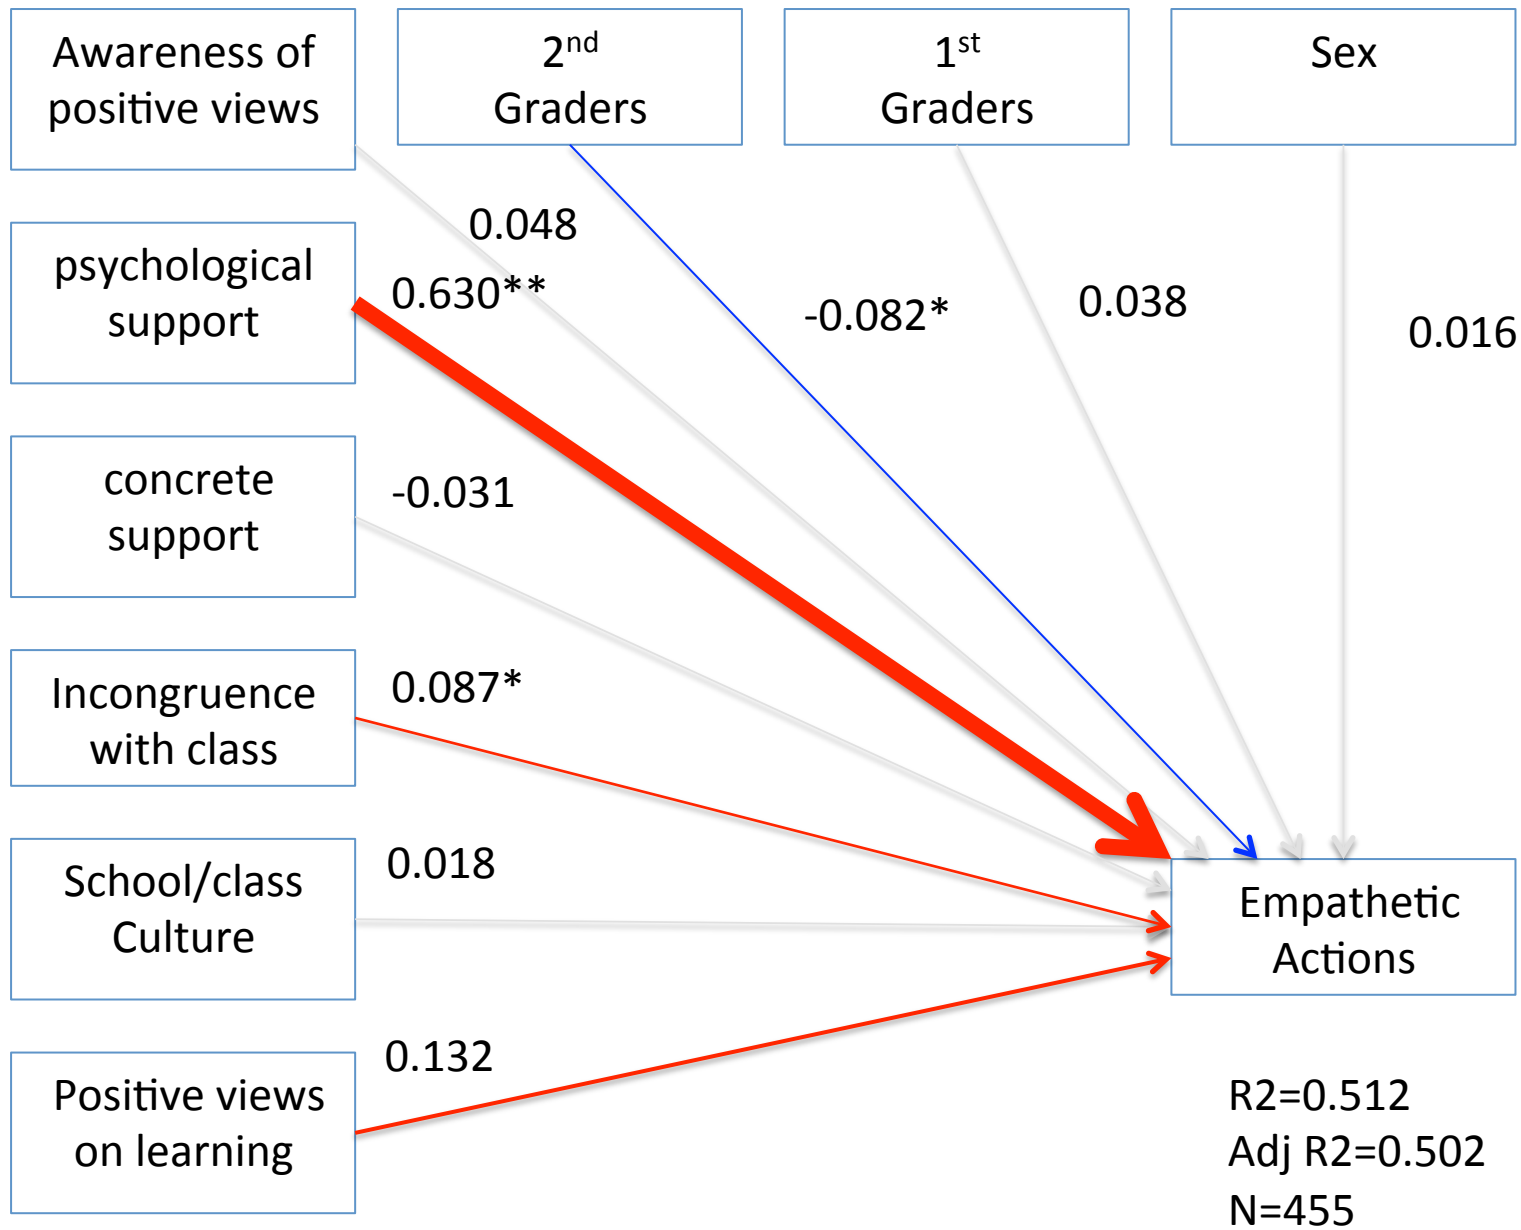 Awareness of
positive views
2nd
Graders
1st
Graders
Sex
0.048
psychological
support
0.630**
-0.082*
0.038
0.016
concrete
support
-0.031
Incongruence
with class
0.087*
School/class
Culture
0.018
Empathetic
Actions
Positive views
on learning
0.132
R2=0.512
Adj R2=0.502
N=455